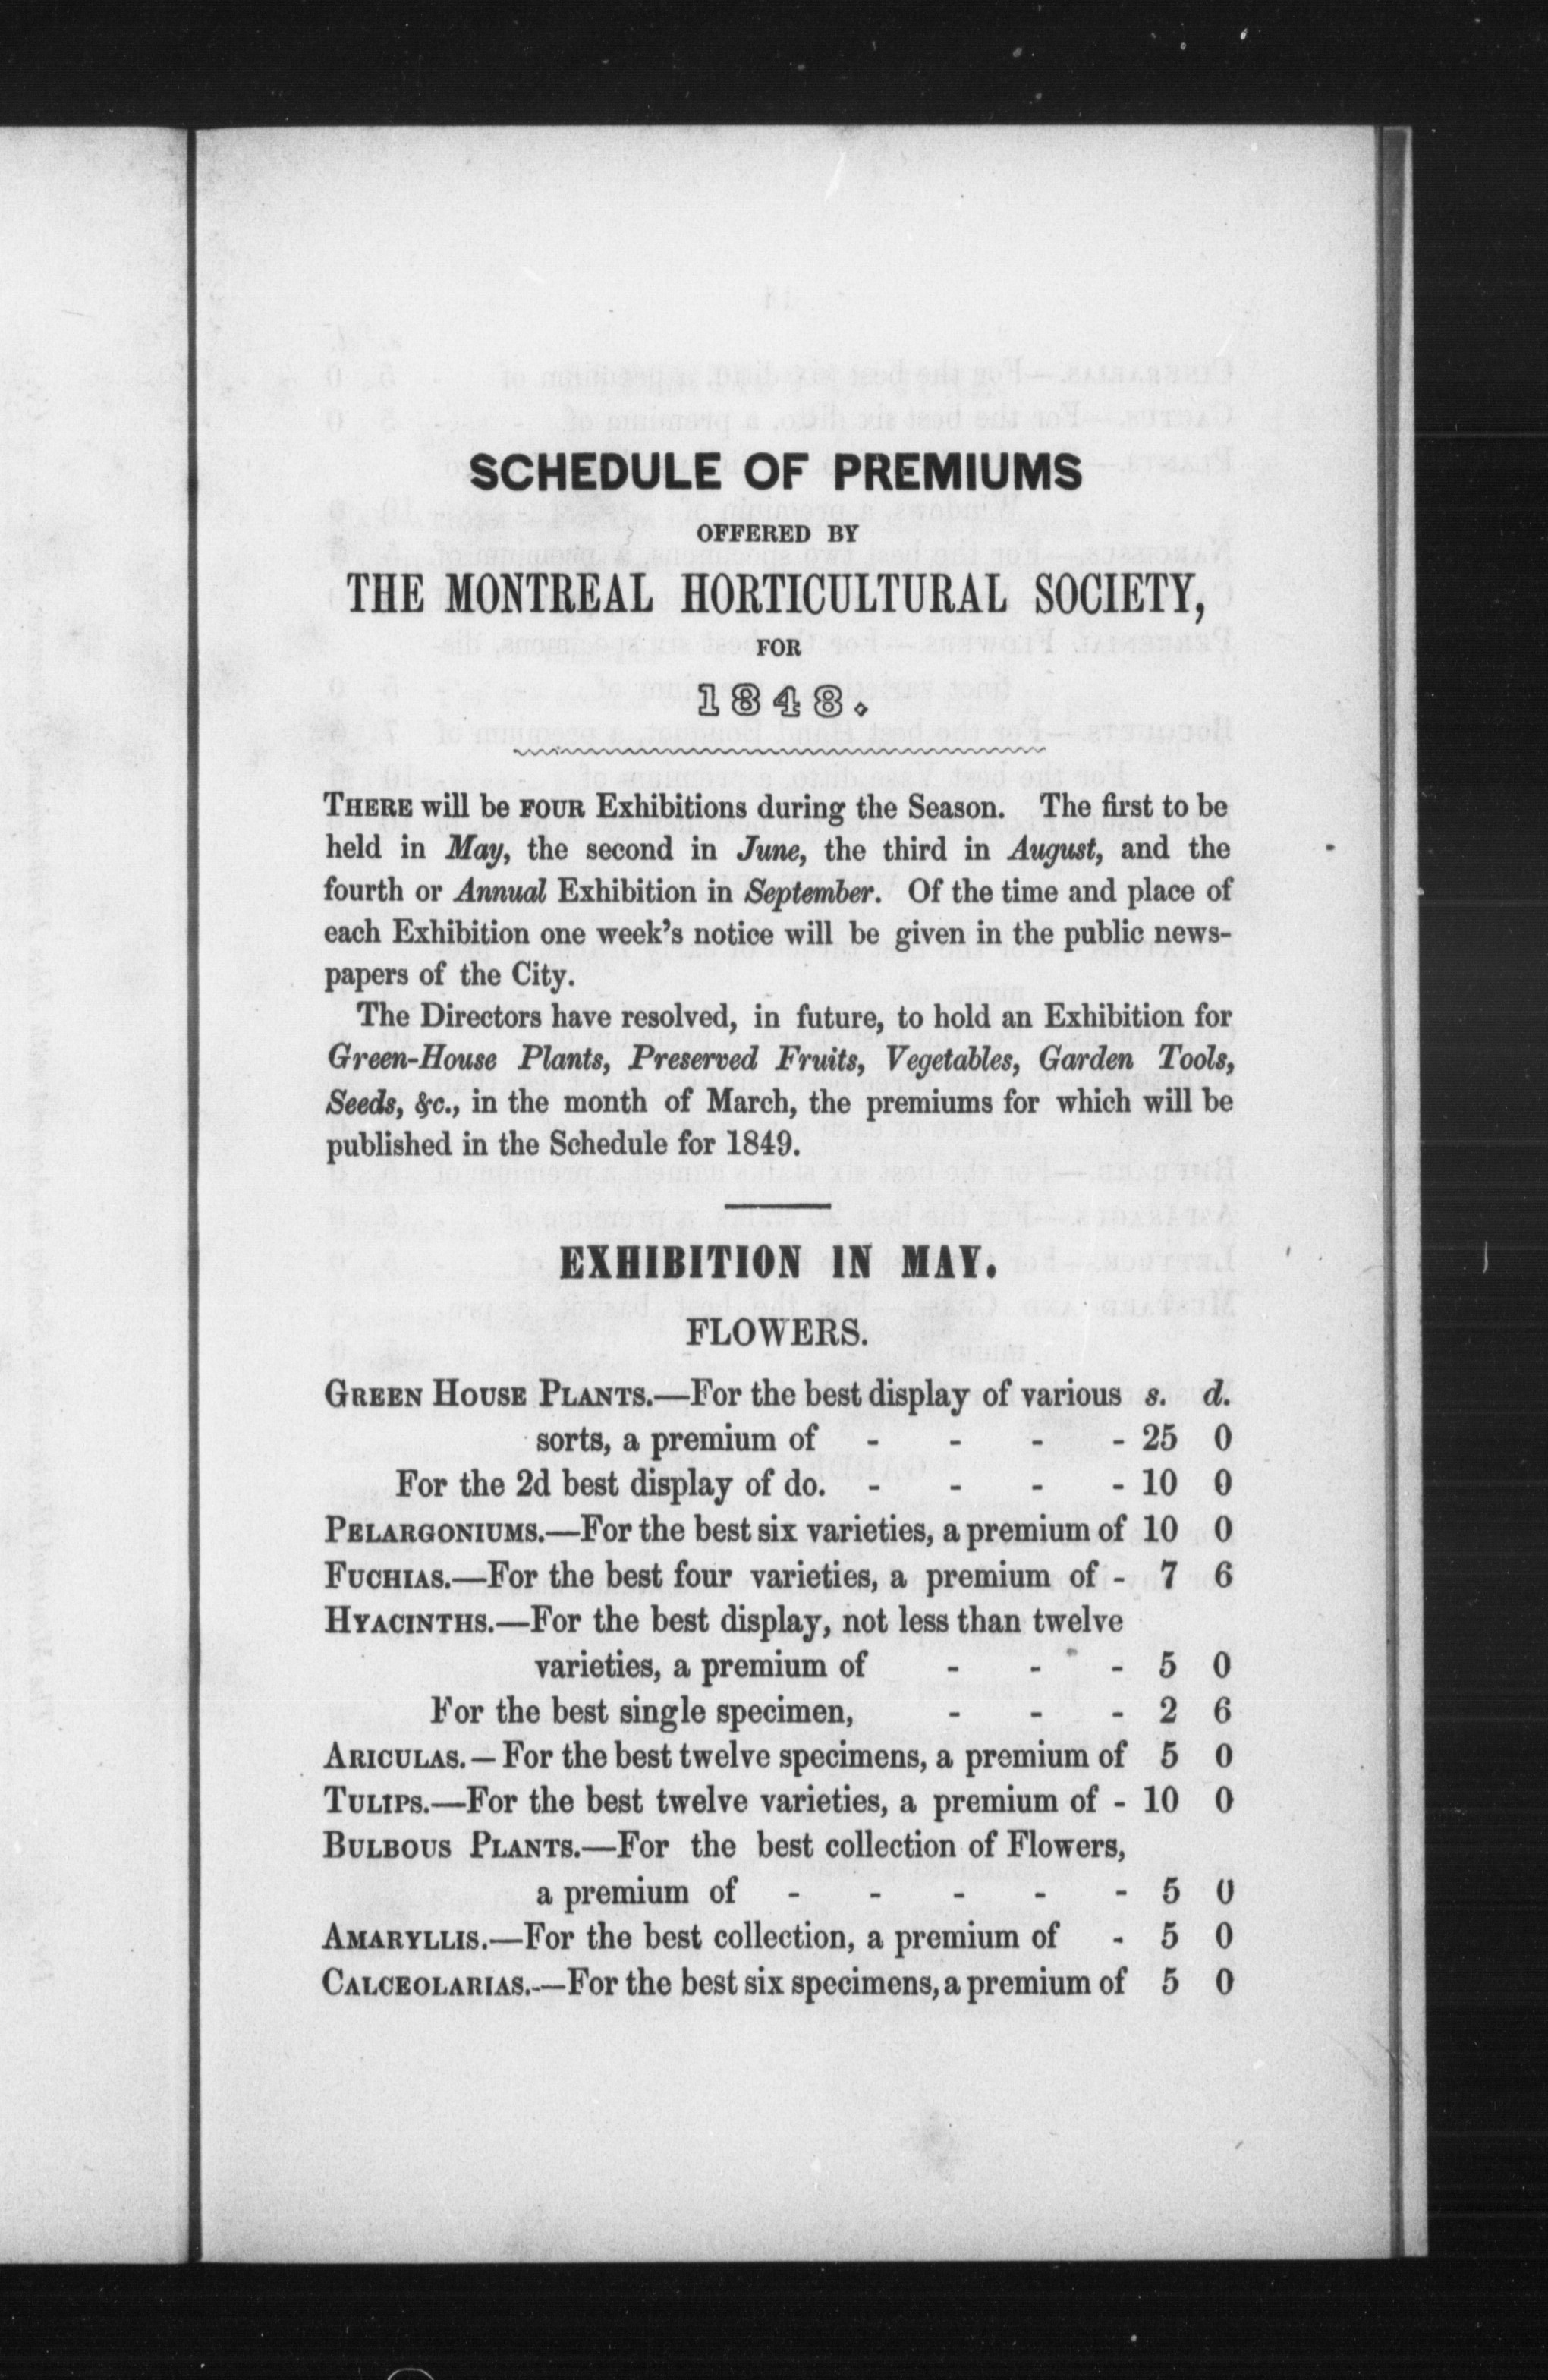 SCHEDULE OF PREMIUMS
OFFERED BY
THE MONTREAL HORTICULTURAL SOCIETY,
FOR
1848.
THERE will be FOUR Exhibitions during the Season. The first to be
held in May, the second in June, the third in August, and the
fourth or Annual Exhibition in September. Of the time and place of
each Exhibition one week's notice will be given in the public news-
papers of the City.
The Directors have resolved, in future, to hold an Exhibition for
Green-House Plants, Preserved Fruits, Vegetables, Garden Tools,
Seeds, &c., in the month of March, the premiums for which will be
published in the Schedule for 1849.
EXHIBITION IN MAY.
FLOWERS.
GREEN HOUSE PLANTS.—For the best display of various s. d.
sorts, a premium of - - - - 25 0
For the 2d best display of do. - - - - 10 0
PELARGONIUMS.—For the best six varieties, a premium of 10 0
FUCHIAS.—For the best four varieties, a premium of - 7 6
HYACINTHS.—For the best display, not less than twelve
varieties, a premium of - - - 5 0
For the best single specimen, - - - 2 6
ARICULAS.—For the best twelve specimens, a premium of 5 0
TULIPS.—For the best twelve varieties, a premium of - 10 0
BULBOUS PLANTS.—For the best collection of Flowers,
a premium of - - - - - 5 0
AMARYLLIS.—For the best collection, a premium of - 5 0
CALCEOLARIAS.—For the best six specimens, a premium of 5 0